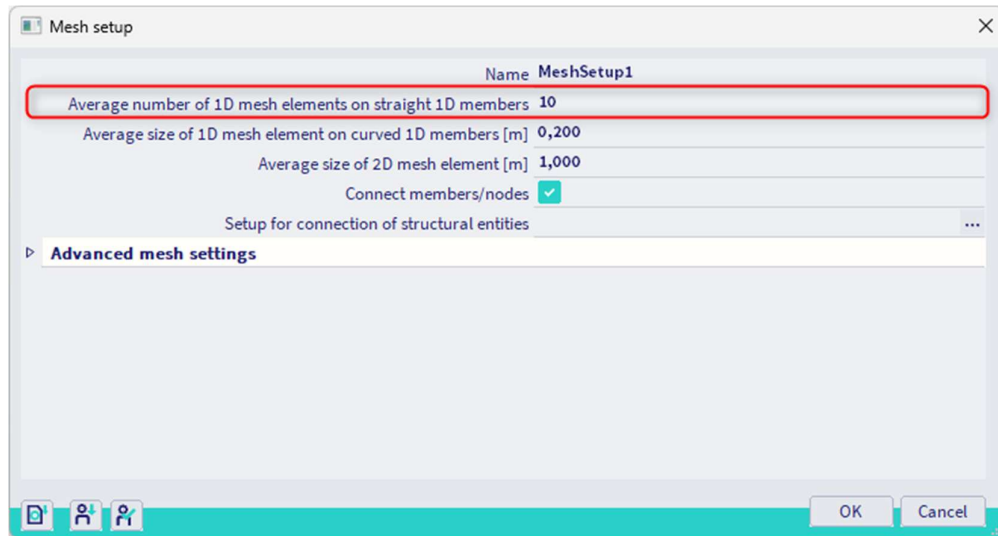 Mesh setup
Name MeshSetup1
Average number of 1D mesh elements on straight 1D members 10
Average size of 1D mesh element on curved 1D members [m] 0,200
Average size of 2D mesh element [m] 1,000
Connect members/nodes
Setup for connection of structural entities ...
Advanced mesh settings
OK Cancel